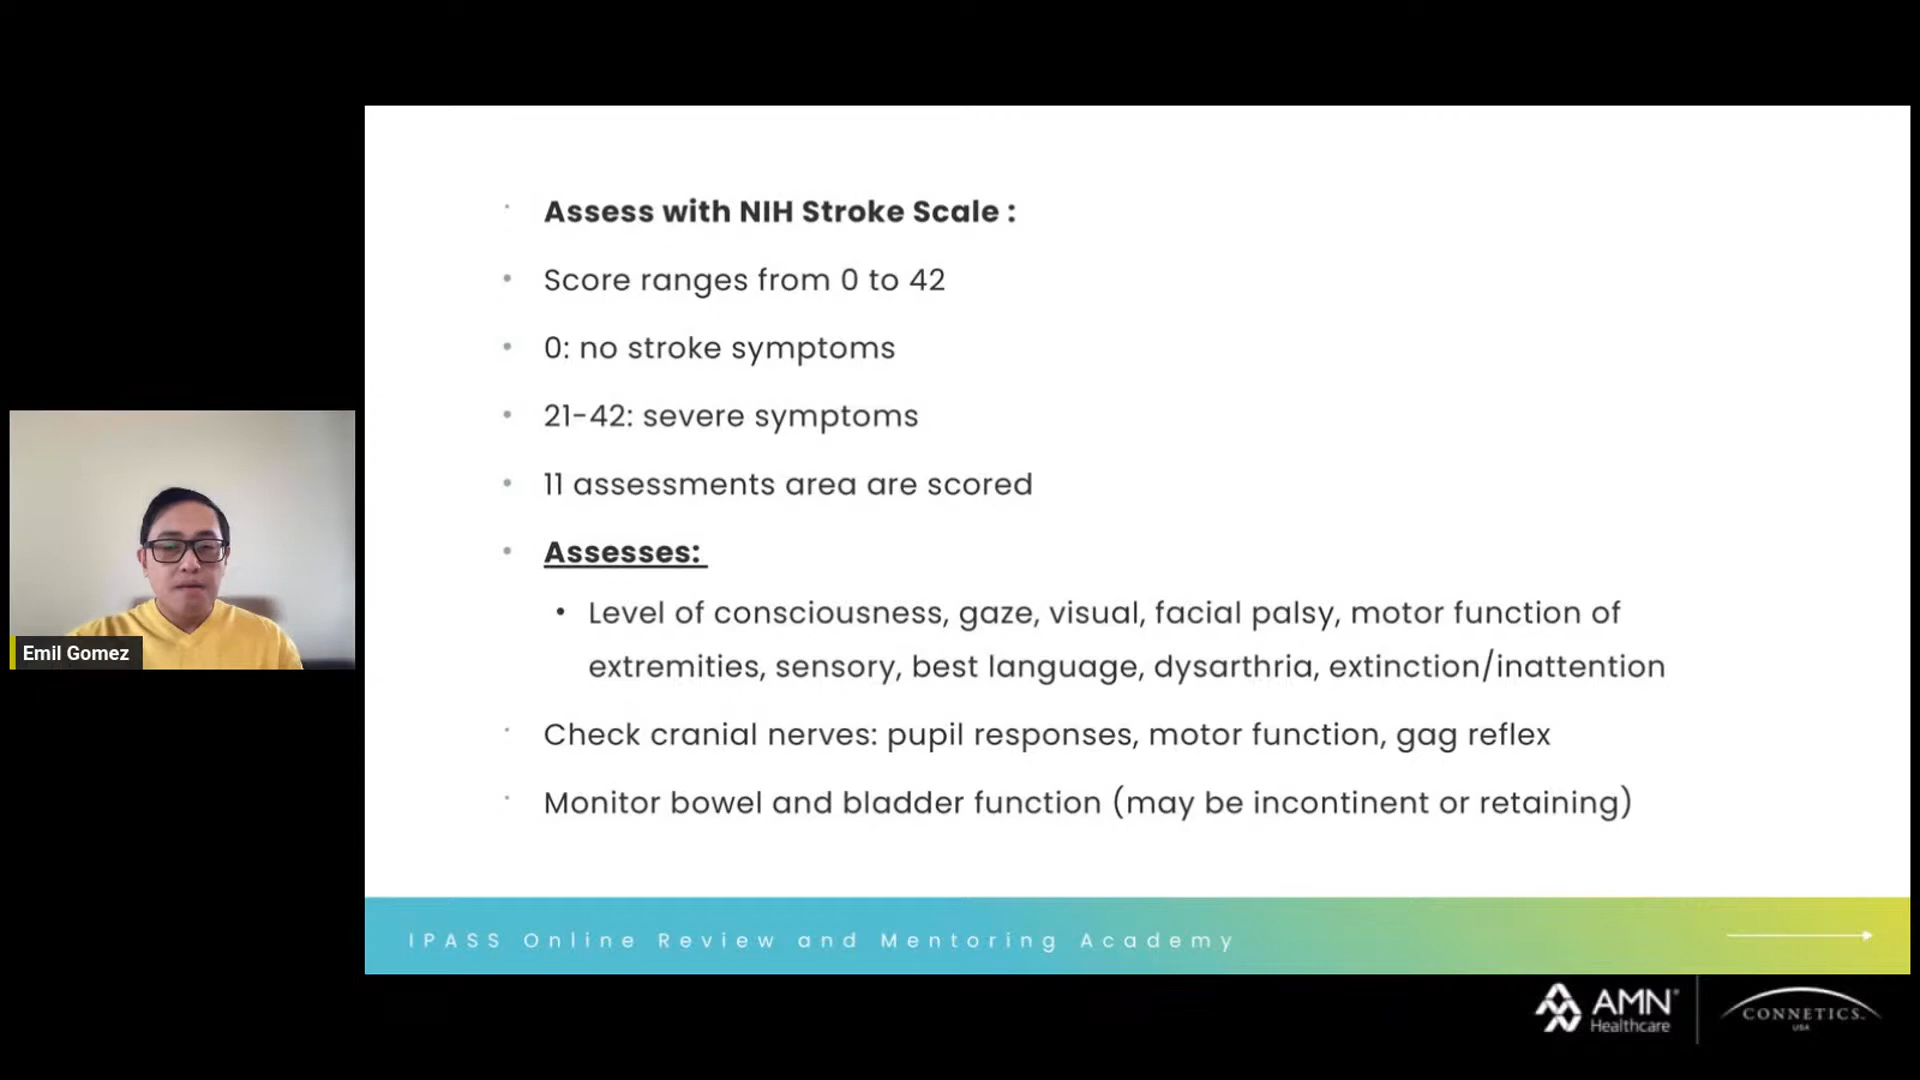 Assess with NIH Stroke Scale :
Score ranges from 0 to 42
0: no stroke symptoms
21-42: severe symptoms
11 assessments area are scored
Assesses:
Level of consciousness, gaze, visual, facial palsy, motor function of
extremities, sensory, best language, dysarthria, extinction/inattention
Check cranial nerves: pupil responses, motor function, gag reflex
Monitor bowel and bladder function (may be incontinent or retaining)
Emil Gomez
IPASS Online Review and Mentoring Academy
AMN
Healthcare
CONNETICS
USA